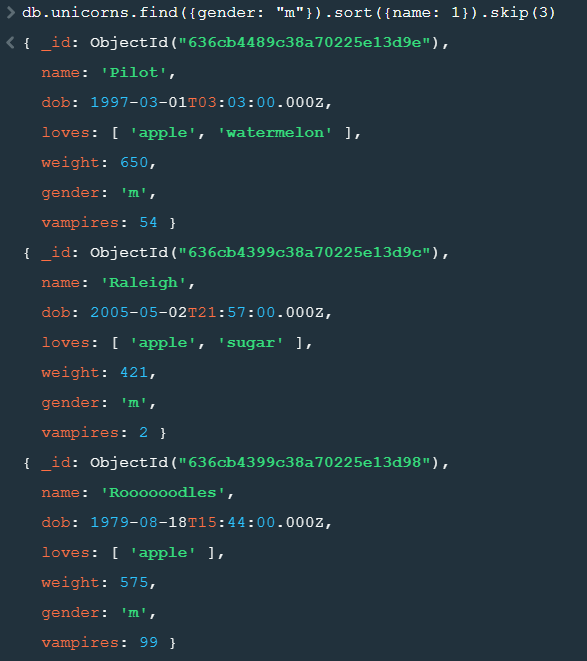 > db.unicorns.find({gender: "m"}).sort({name: 1}).skip(3)
< { _id: ObjectId("636cb4489c38a70225e13d9e"),
name: 'Pilot',
dob: 1997-03-01T03:03:00.000Z,
loves: [ 'apple', 'watermelon' ],
weight: 650,
gender: 'm',
vampires: 54 }
{ _id: ObjectId("636cb4399c38a70225e13d9c"),
name: 'Raleigh',
dob: 2005-05-02T21:57:00.000Z,
loves: [ 'apple', 'sugar' ],
weight: 421,
gender: 'm',
vampires: 2 }
{ _id: ObjectId("636cb4399c38a70225e13d98"),
name: 'Roooooodles',
dob: 1979-08-18T15:44:00.000Z,
loves: [ 'apple' ],
weight: 575,
gender: 'm',
vampires: 99 }